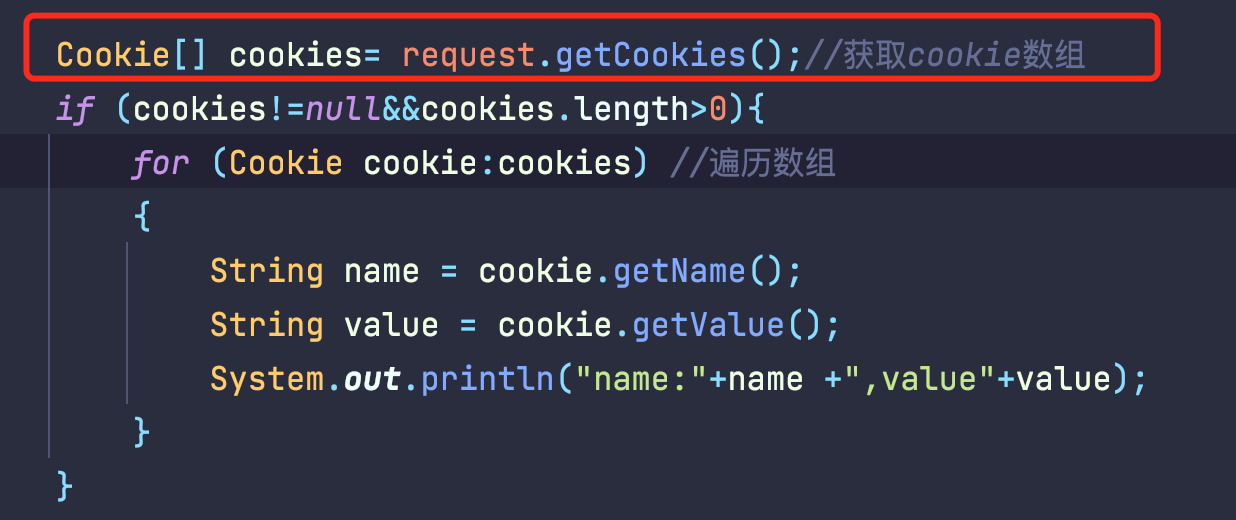 Cookie[] cookies= request.getCookies();//获取cookie数组
if (cookies!=null&&cookies.length>0){
for (Cookie cookie:cookies) //遍历数组
{
String name = cookie.getName();
String value = cookie.getValue();
System.out.println("name:"+name +",value"+value);
}
}